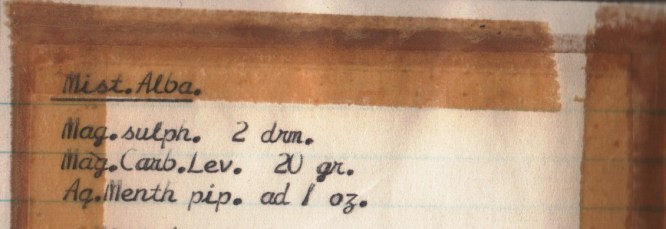 Mist. Alba.
Mag. sulph. 2 drm.
Mag. Carb. Lev. 20 gr.
Aq. Menth pip. ad 1 oz.